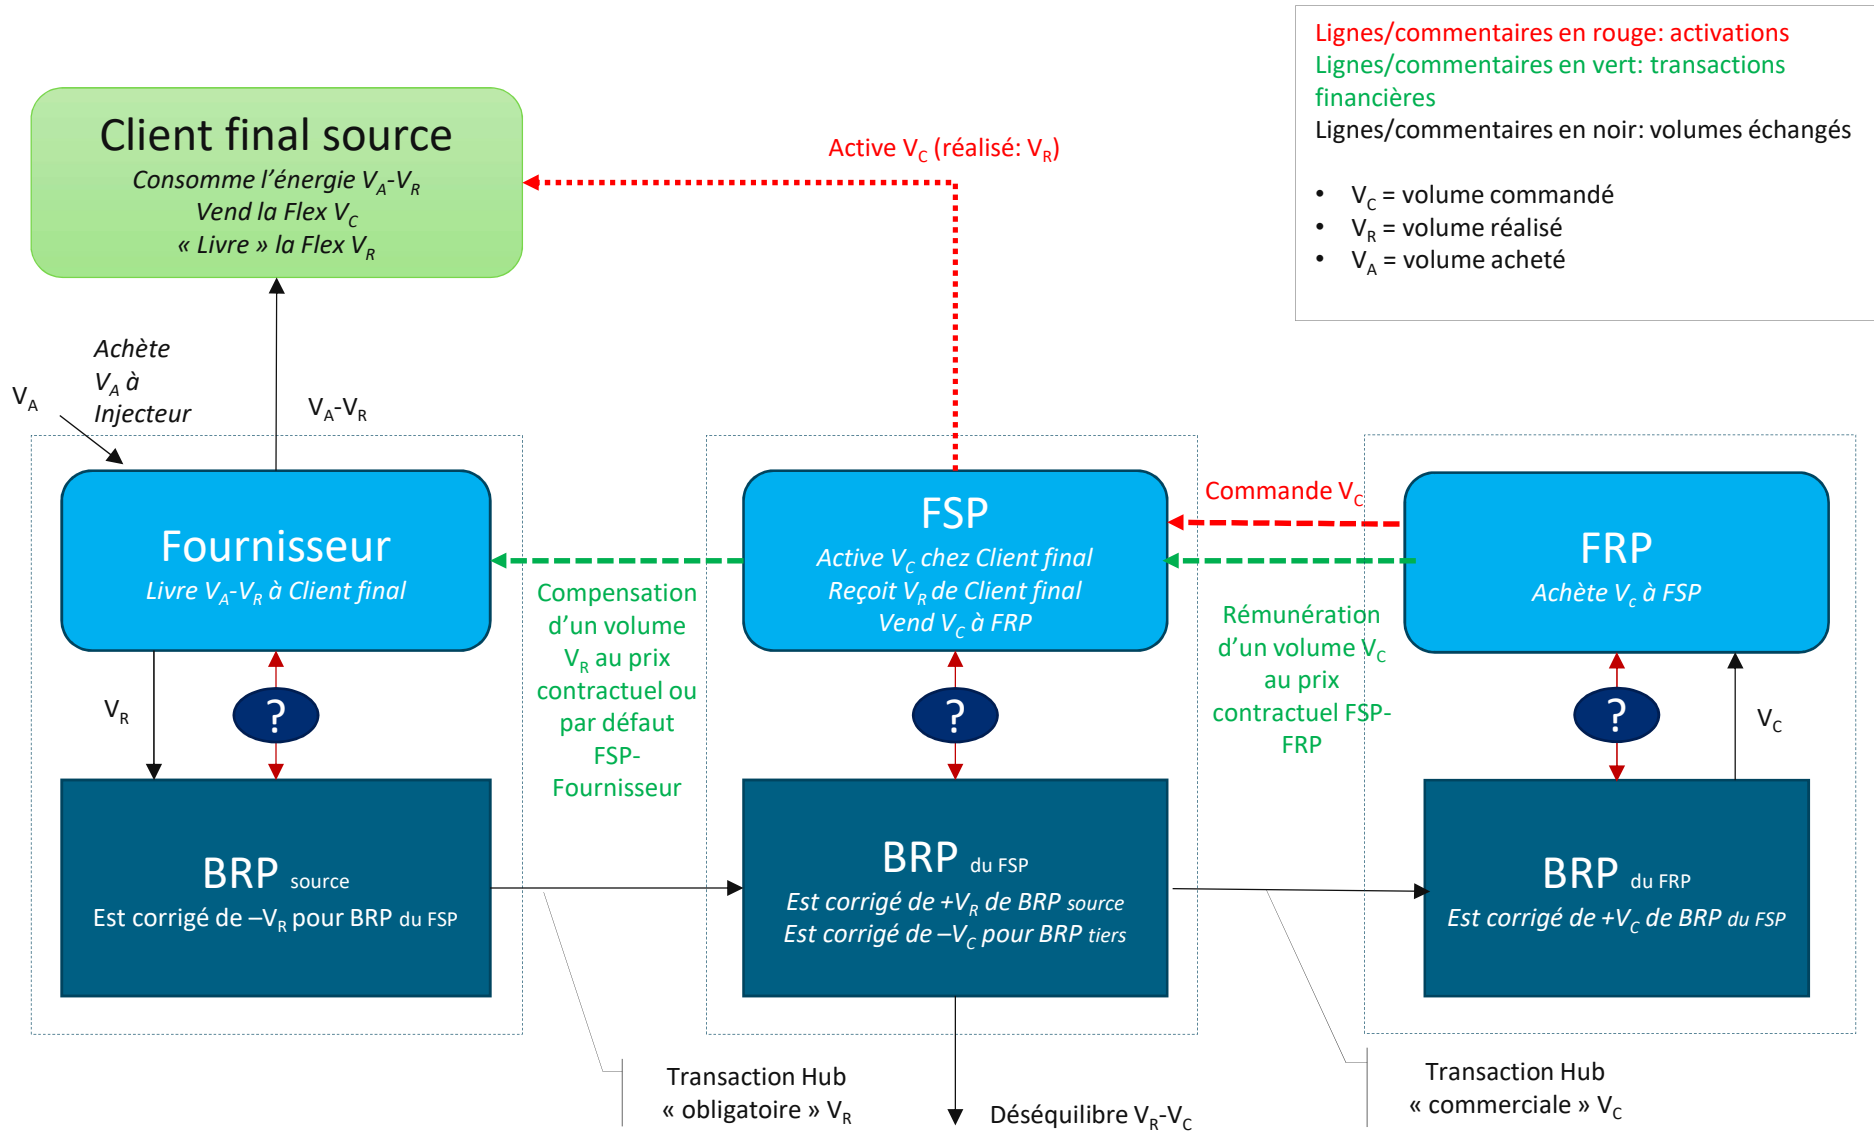 Lignes/commentaires en rouge: activations
Lignes/commentaires en vert: transactions
financières
Lignes/commentaires en noir: volumes échangés
• VC = volume commandé
• VR = volume réalisé
• VA = volume acheté
Client final source
Consomme l’énergie VA-VR
Vend la Flex VC
« Livre » la Flex VR
Active VC (réalisé: VR)
Achète
VA à
Injecteur
VA
VA-VR
Fournisseur
Livre VA-VR à Client final
FSP
Active VC chez Client final
Reçoit VR de Client final
Vend VC à FRP
Commande VC
FRP
Achète Vc à FSP
Compensation
d’un volume
VR au prix
contractuel ou
par défaut
FSP-
Fournisseur
Rémunération
d’un volume VC
au prix
contractuel FSP-
FRP
VR
?
?
?
VC
BRP source
Est corrigé de –VR pour BRP du FSP
BRP du FSP
Est corrigé de +VR de BRP source
Est corrigé de –VC pour BRP tiers
BRP du FRP
Est corrigé de +VC de BRP du FSP
Transaction Hub
« obligatoire » VR
Déséquilibre VR-VC
Transaction Hub
« commerciale » VC